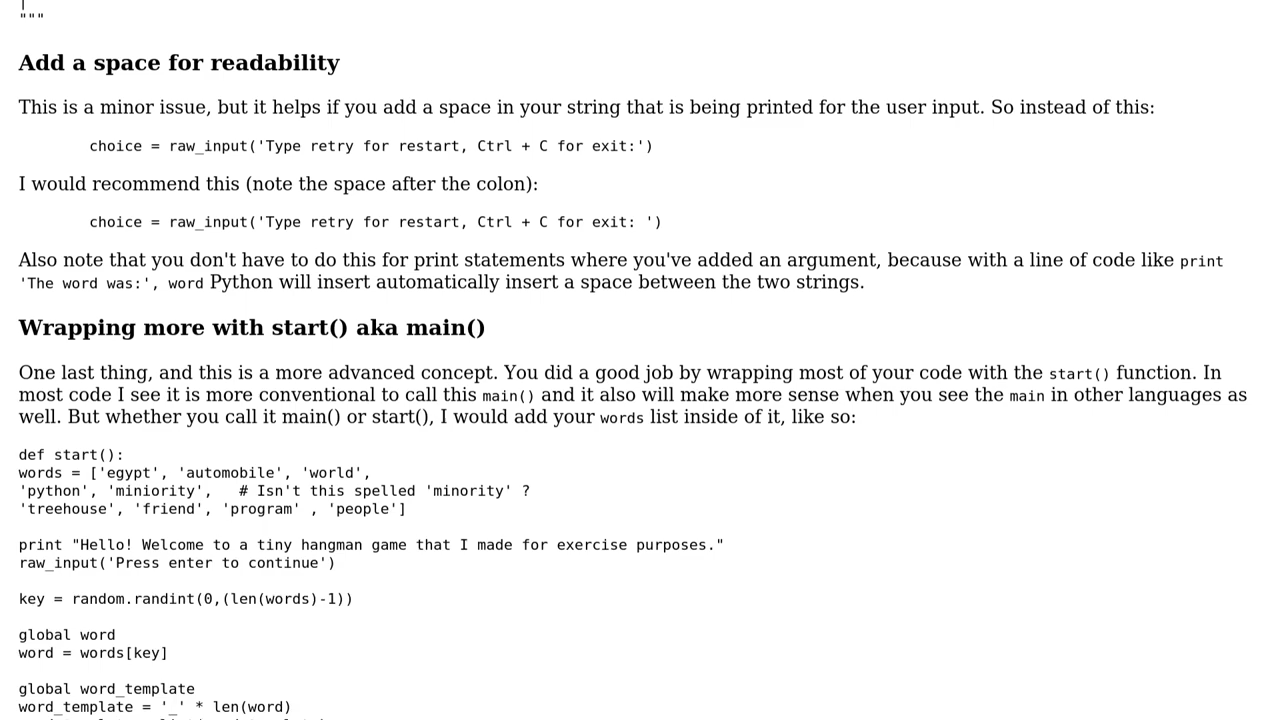 """
Add a space for readability
This is a minor issue, but it helps if you add a space in your string that is being printed for the user input. So instead of this:
choice = raw_input('Type retry for restart, Ctrl + C for exit:')
I would recommend this (note the space after the colon):
choice = raw_input('Type retry for restart, Ctrl + C for exit: ')
Also note that you don't have to do this for print statements where you've added an argument, because with a line of code like print
'The word was:', word Python will insert automatically insert a space between the two strings.
Wrapping more with start() aka main()
One last thing, and this is a more advanced concept. You did a good job by wrapping most of your code with the start() function. In
most code I see it is more conventional to call this main() and it also will make more sense when you see the main in other languages as
well. But whether you call it main() or start(), I would add your words list inside of it, like so:
def start():
words = ['egypt', 'automobile', 'world',
'python', 'miniority',   # Isn't this spelled 'minority' ?
'treehouse', 'friend', 'program' , 'people']
print "Hello! Welcome to a tiny hangman game that I made for exercise purposes."
raw_input('Press enter to continue')
key = random.randint(0,(len(words)-1))
global word
word = words[key]
global word_template
word_template = '_' * len(word)